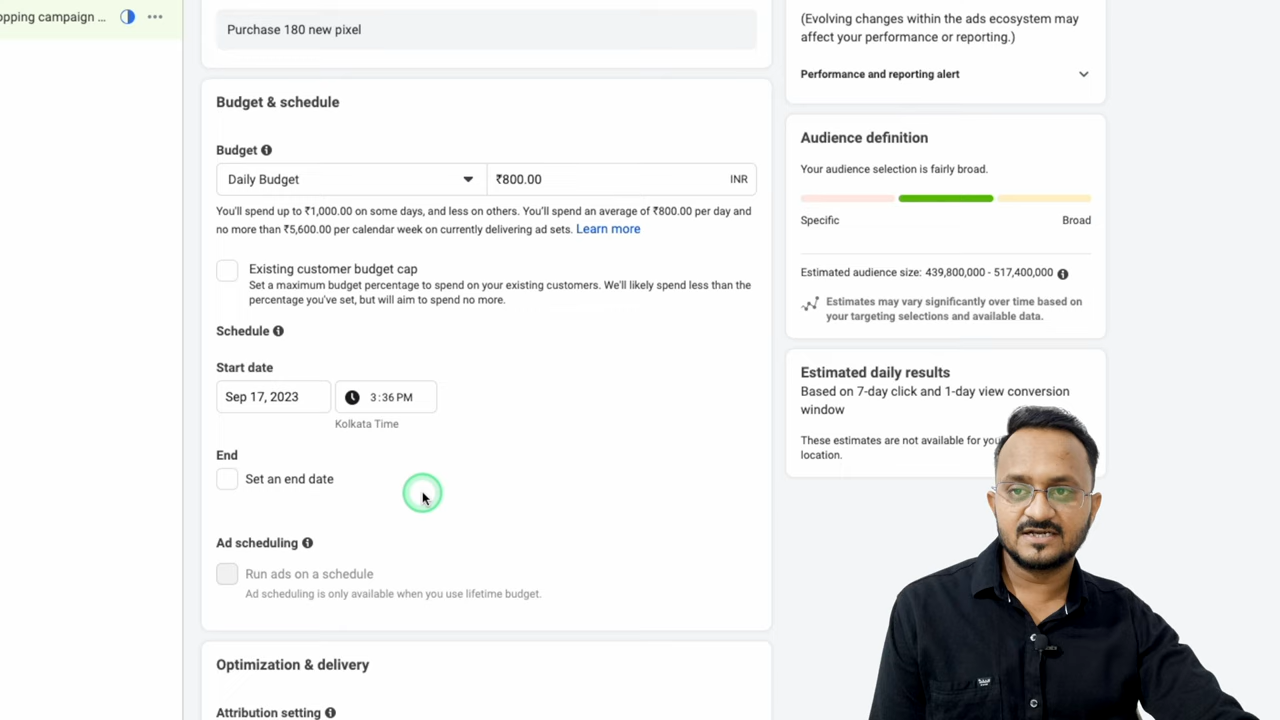 opping campaign ...
Purchase 180 new pixel
Budget & schedule
Budget
Daily Budget
₹800.00
INR
You'll spend up to ₹1,000.00 on some days, and less on others. You'll spend an average of ₹800.00 per day and
no more than ₹5,600.00 per calendar week on currently delivering ad sets. Learn more
Existing customer budget cap
Set a maximum budget percentage to spend on your existing customers. We'll likely spend less than the
percentage you've set, but will aim to spend no more.
Schedule
Start date
Sep 17, 2023
3:36 PM
Kolkata Time
End
Set an end date
Ad scheduling
Run ads on a schedule
Ad scheduling is only available when you use lifetime budget.
Optimization & delivery
Attribution setting
(Evolving changes within the ads ecosystem may
affect your performance or reporting.)
Performance and reporting alert
Audience definition
Your audience selection is fairly broad.
Specific
Broad
Estimated audience size: 439,800,000 - 517,400,000
Estimates may vary significantly over time based on
your targeting selections and available data.
Estimated daily results
Based on 7-day click and 1-day view conversion
window
These estimates are not available for you
location.